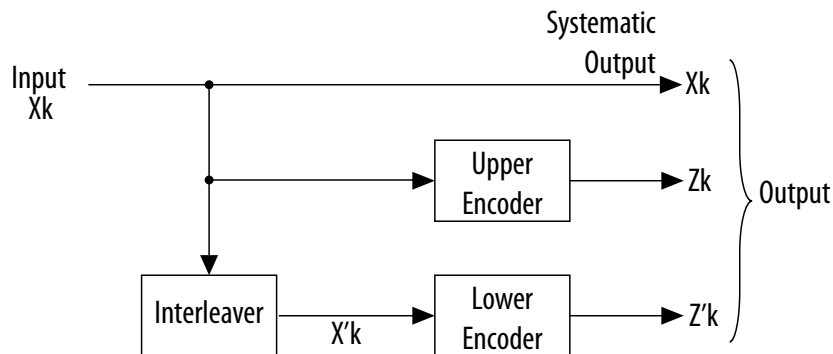 Systematic
Output
Input
Xk
Xk
Upper
Encoder
Zk
Output
Interleaver
X'k
Lower
Encoder
Z'k